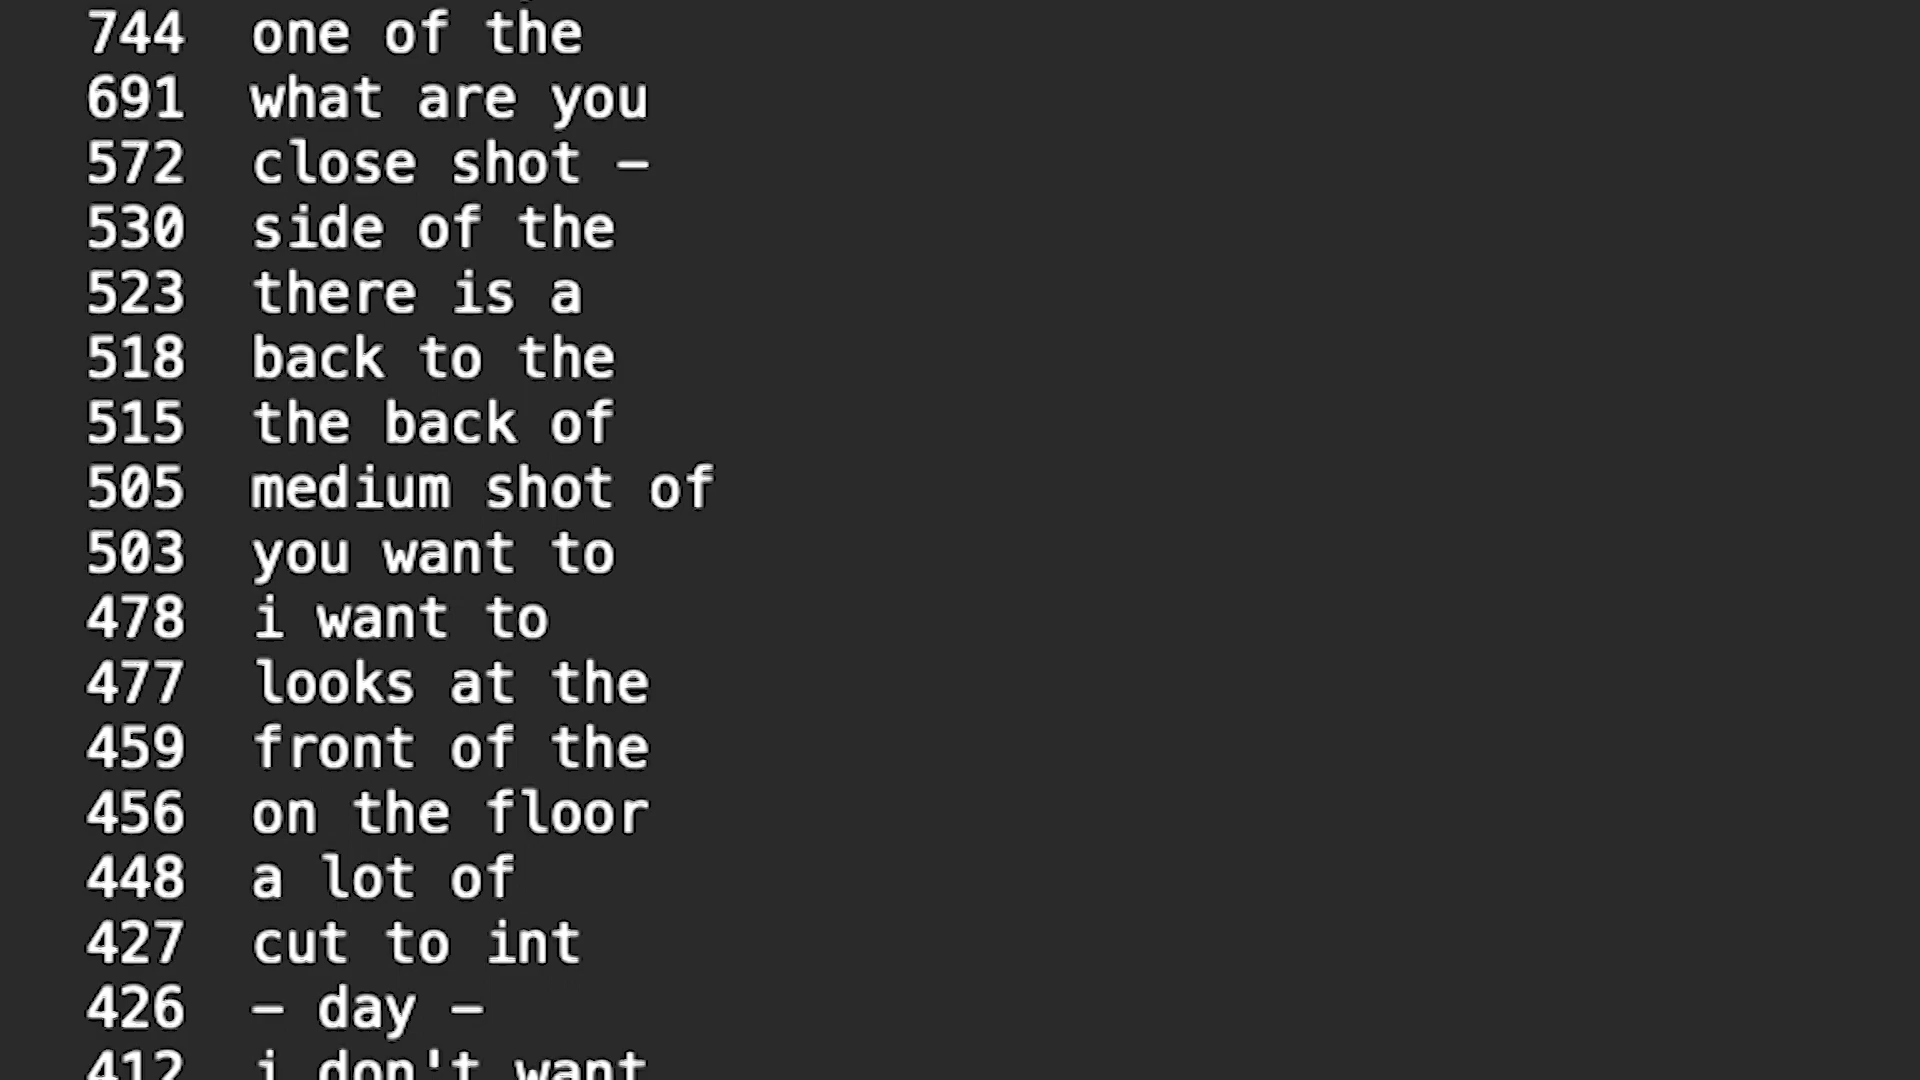 744 one of the
691 what are you
572 close shot –
530 side of the
523 there is a
518 back to the
515 the back of
505 medium shot of
503 you want to
478 i want to
477 looks at the
459 front of the
456 on the floor
448 a lot of
427 cut to int
426 – day –
412 i don't want